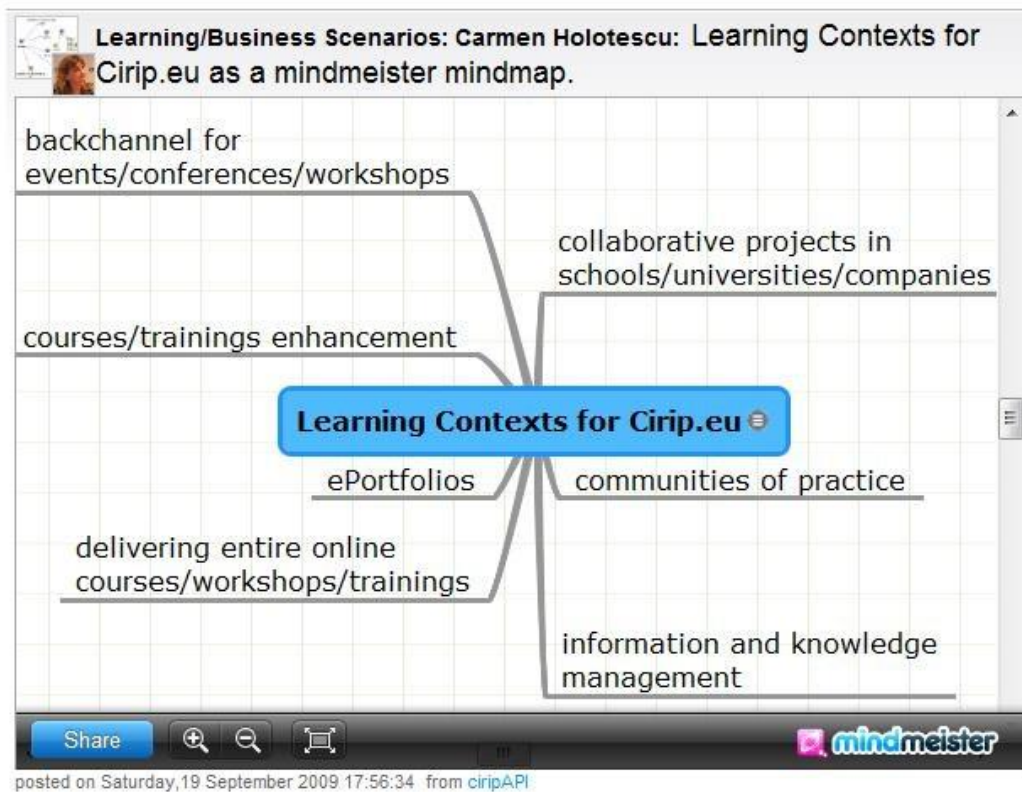 Learning/Business Scenarios: Carmen Holotescu: Learning Contexts for
Cirip.eu as a mindmeister mindmap.
backchannel for
events/conferences/workshops
collaborative projects in
schools/universities/companies
courses/trainings enhancement
Learning Contexts for Cirip.eu
ePortfolios
communities of practice
delivering entire online
courses/workshops/trainings
information and knowledge
management
Share
mindmeister
posted on Saturday,19 September 2009 17:56:34 from ciripAPI